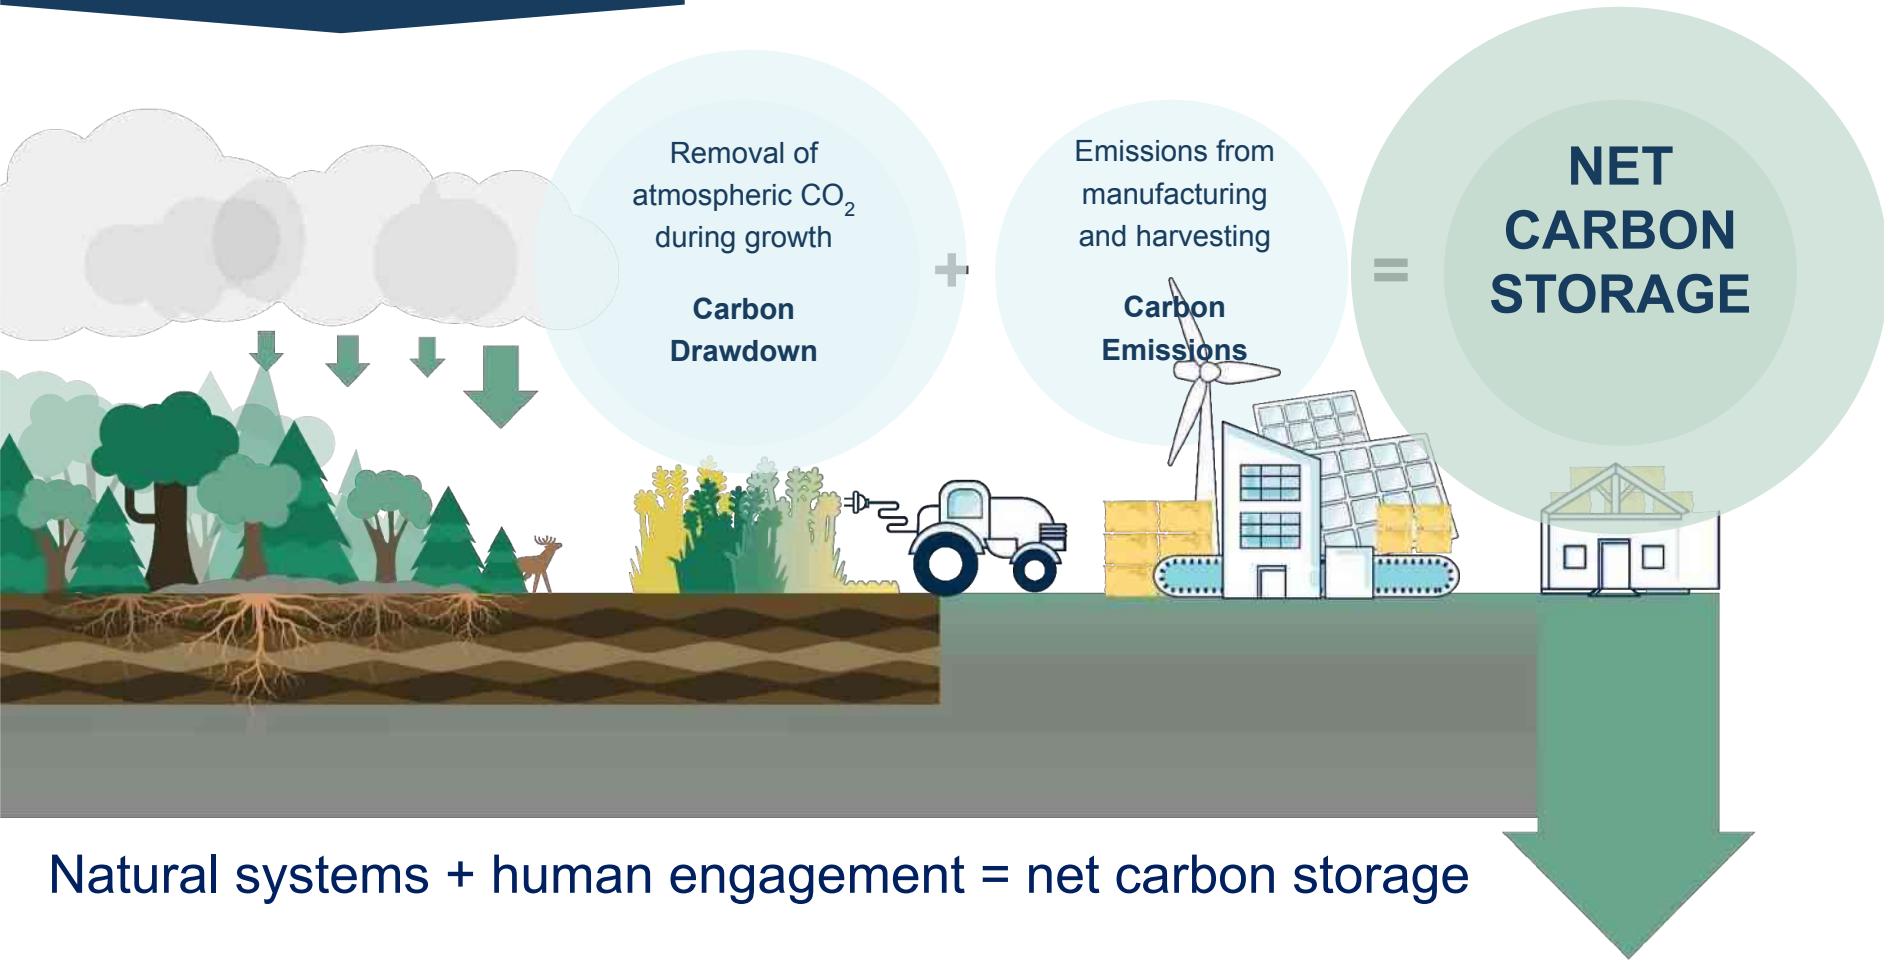 Removal of
atmospheric CO₂
during growth
Carbon
Drawdown
+
Emissions from
manufacturing
and harvesting
Carbon
Emissions
=
NET
CARBON
STORAGE
Natural systems + human engagement = net carbon storage